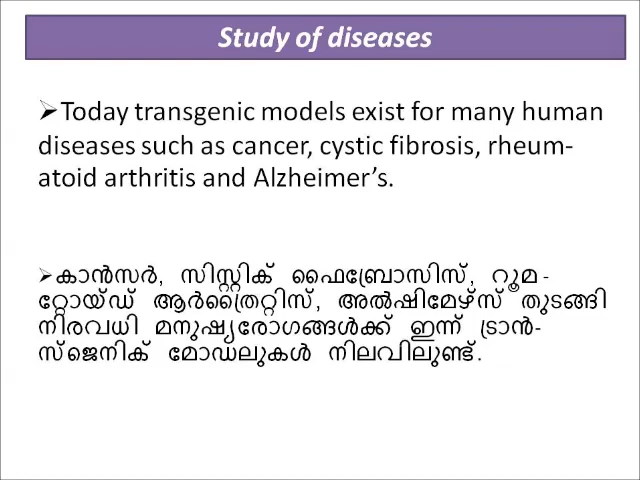 Study of diseases
➢Today transgenic models exist for many human
diseases such as cancer, cystic fibrosis, rheum-
atoid arthritis and Alzheimer’s.
➢കാൻസർ, സിസ്റ്റിക് ഫൈബ്രോസിസ്, റൂമ-
റ്റോയ്ഡ് ആർത്രൈറ്റിസ്, അൽഷിമേഴ്സ് തുടങ്ങി
നിരവധി മനുഷ്യരോഗങ്ങൾക്ക് ഇന്ന് ട്രാൻ-
സ്ജെനിക് മോഡലുകൾ നിലവിലുണ്ട്.